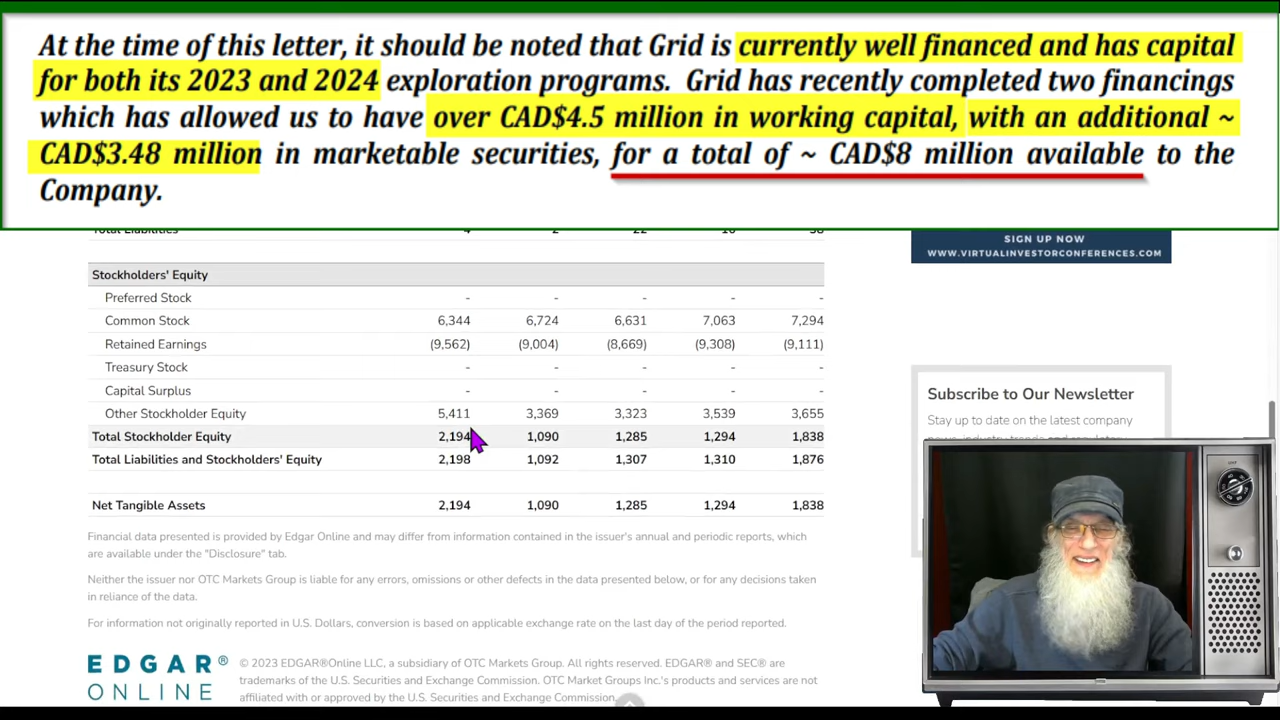 At the time of this letter, it should be noted that Grid is currently well financed and has capital
for both its 2023 and 2024 exploration programs. Grid has recently completed two financings
which has allowed us to have over CAD$4.5 million in working capital, with an additional ~
CAD$3.48 million in marketable securities, for a total of ~ CAD$8 million available to the
Company.
Total Liabilities 4 2 22 16 38
SIGN UP NOW
WWW.VIRTUALINVESTORCONFERENCES.COM
Stockholders' Equity
Preferred Stock - - - - -
Common Stock 6,344 6,724 6,631 7,063 7,294
Retained Earnings (9,562) (9,004) (8,669) (9,308) (9,111)
Treasury Stock - - - - -
Capital Surplus - - - - -
Other Stockholder Equity 5,411 3,369 3,323 3,539 3,655
Total Stockholder Equity 2,194 1,090 1,285 1,294 1,838
Total Liabilities and Stockholders' Equity 2,198 1,092 1,307 1,310 1,876
Net Tangible Assets 2,194 1,090 1,285 1,294 1,838
Subscribe to Our Newsletter
Stay up to date on the latest company
Financial data presented is provided by Edgar Online and may differ from information contained in the issuer's annual and periodic reports, which
are available under the "Disclosure" tab.
Neither the issuer nor OTC Markets Group is liable for any errors, omissions or other defects in the data presented below, or for any decisions taken
in reliance of the data.
For information not originally reported in U.S. Dollars, conversion is based on applicable exchange rate on the last day of the period reported.
EDGAR®
ONLINE
© 2023 EDGAR®Online LLC, a subsidiary of OTC Markets Group. All rights reserved. EDGAR® and SEC® are
trademarks of the U.S. Securities and Exchange Commission. OTC Market Groups Inc.'s products and services are not
affiliated with or approved by the U.S. Securities and Exchange Commission.